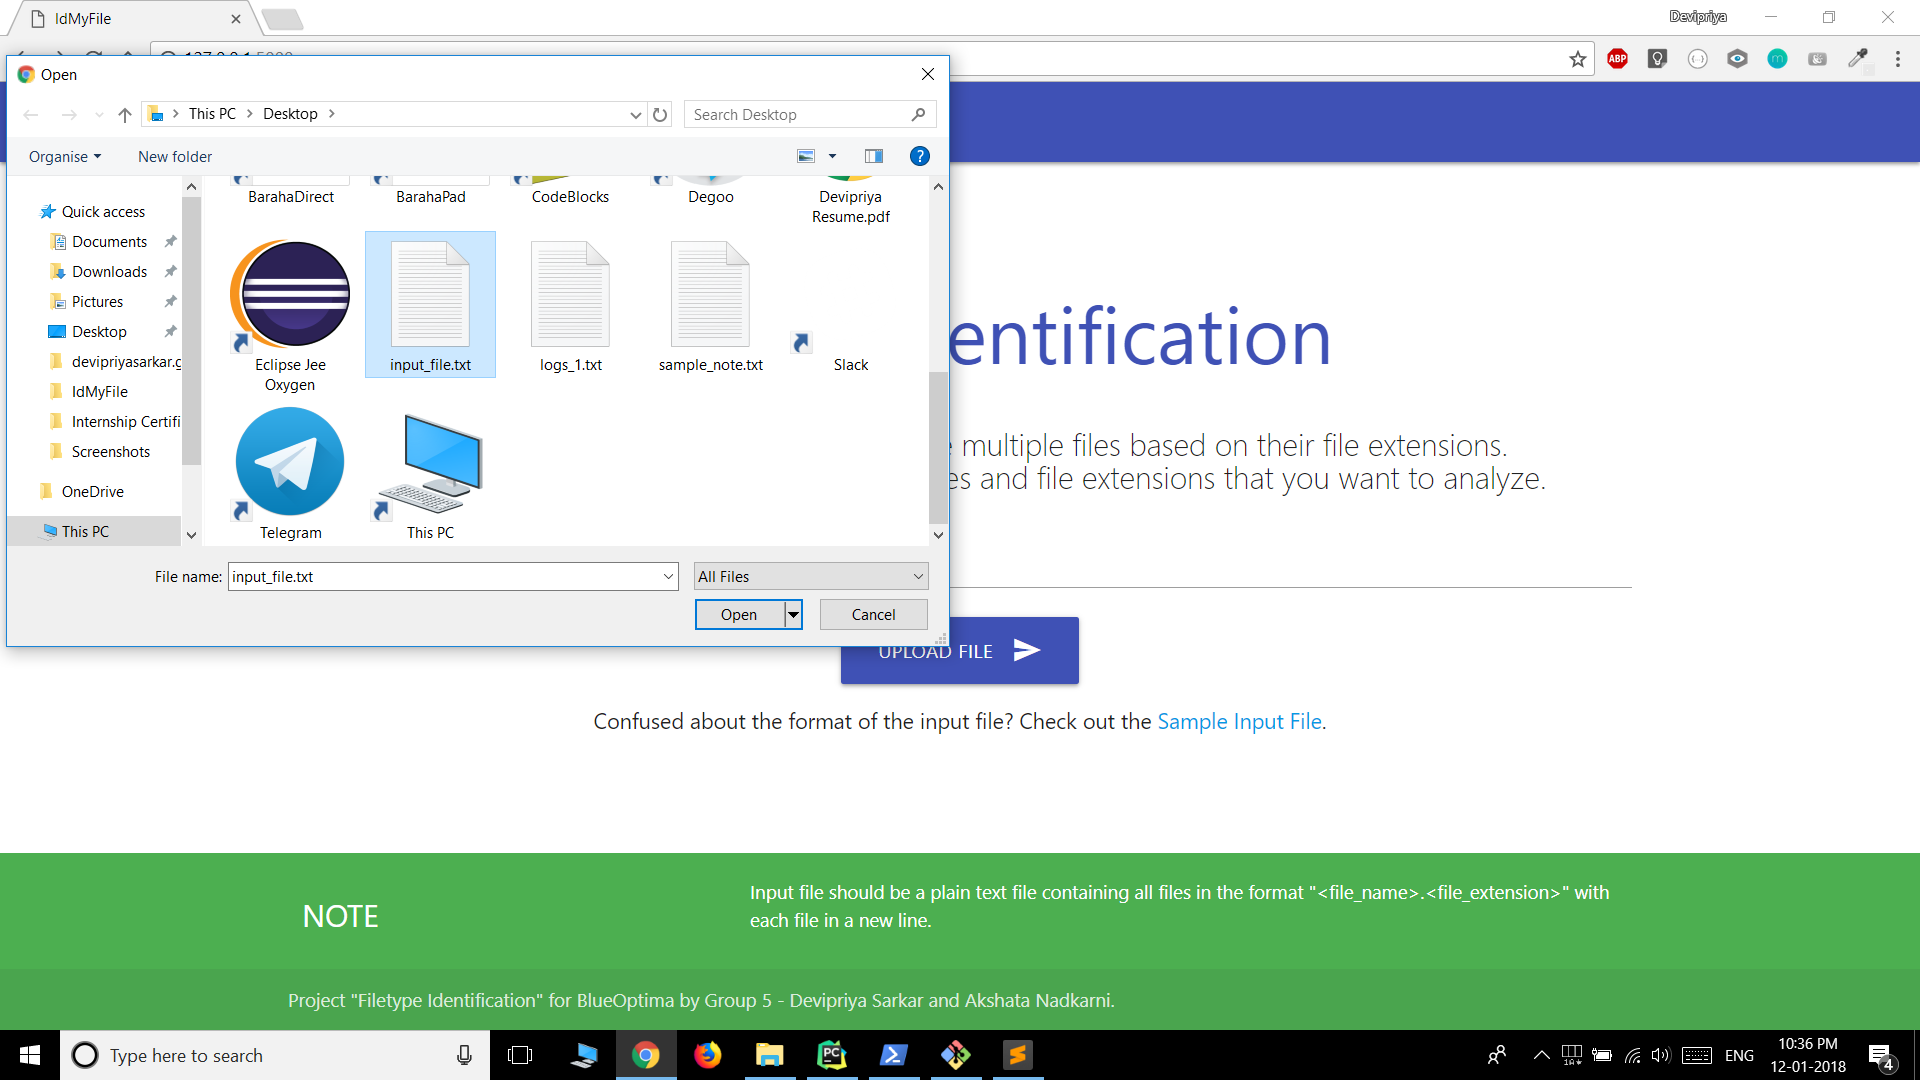 IdMyFile
Devipriya
Open
This PC
Desktop
Search Desktop
Organise
New folder
Quick access
Documents
Downloads
Pictures
Desktop
devipriyasarkar.g
IdMyFile
Internship Certifi
Screenshots
OneDrive
This PC
BarahaDirect
BarahaPad
CodeBlocks
Degoo
Devipriya
Resume.pdf
Eclipse Jee
Oxygen
input_file.txt
logs_1.txt
sample_note.txt
Slack
Telegram
This PC
File name:
input_file.txt
All Files
Open
Cancel
ABP
entification
multiple files based on their file extensions.
es and file extensions that you want to analyze.
UPLOAD FILE
Confused about the format of the input file? Check out the Sample Input File.
NOTE
Input file should be a plain text file containing all files in the format "<file_name>.<file_extension>" with
each file in a new line.
Project "Filetype Identification" for BlueOptima by Group 5 - Devipriya Sarkar and Akshata Nadkarni.
Type here to search
PC
ENG
10:36 PM
12-01-2018
4